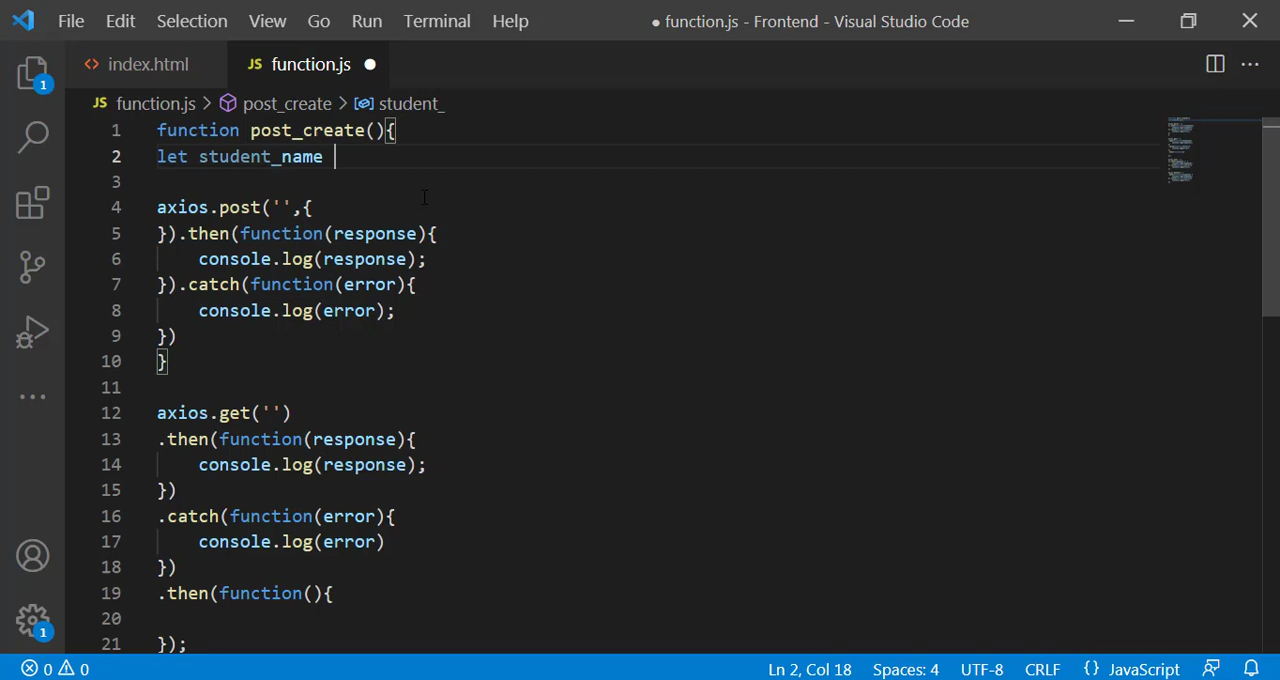 File Edit Selection View Go Run Terminal Help ● function.js - Frontend - Visual Studio Code
index.html JS function.js
JS function.js > post_create > student_
1 function post_create(){
2 let student_name
3
4 axios.post('',{
5 }).then(function(response){
6 console.log(response);
7 }).catch(function(error){
8 console.log(error);
9 })
10 }
11
12 axios.get('')
13 .then(function(response){
14 console.log(response);
15 })
16 .catch(function(error){
17 console.log(error)
18 })
19 .then(function(){
20
21 });
1
1
0 0 Ln 2, Col 18 Spaces: 4 UTF-8 CRLF {} JavaScript